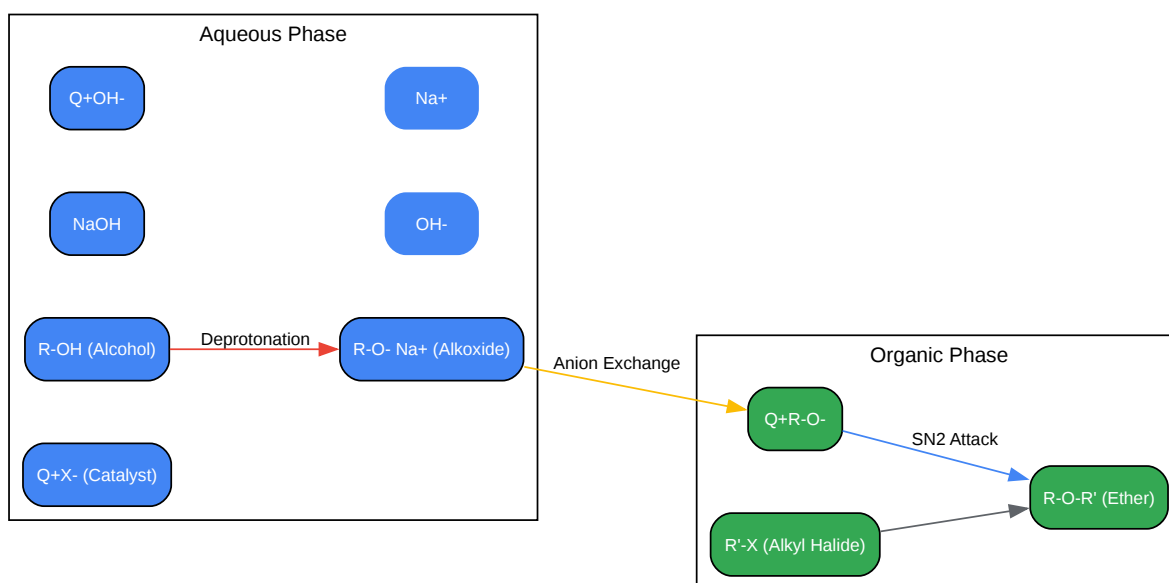 Aqueous Phase
Q+OH-
Na+
NaOH
OH-
R-OH (Alcohol)
Deprotonation
R-O- Na+ (Alkoxide)
Anion Exchange
Q+X- (Catalyst)
Organic Phase
Q+R-O-
SN2 Attack
R-O-R' (Ether)
R'-X (Alkyl Halide)